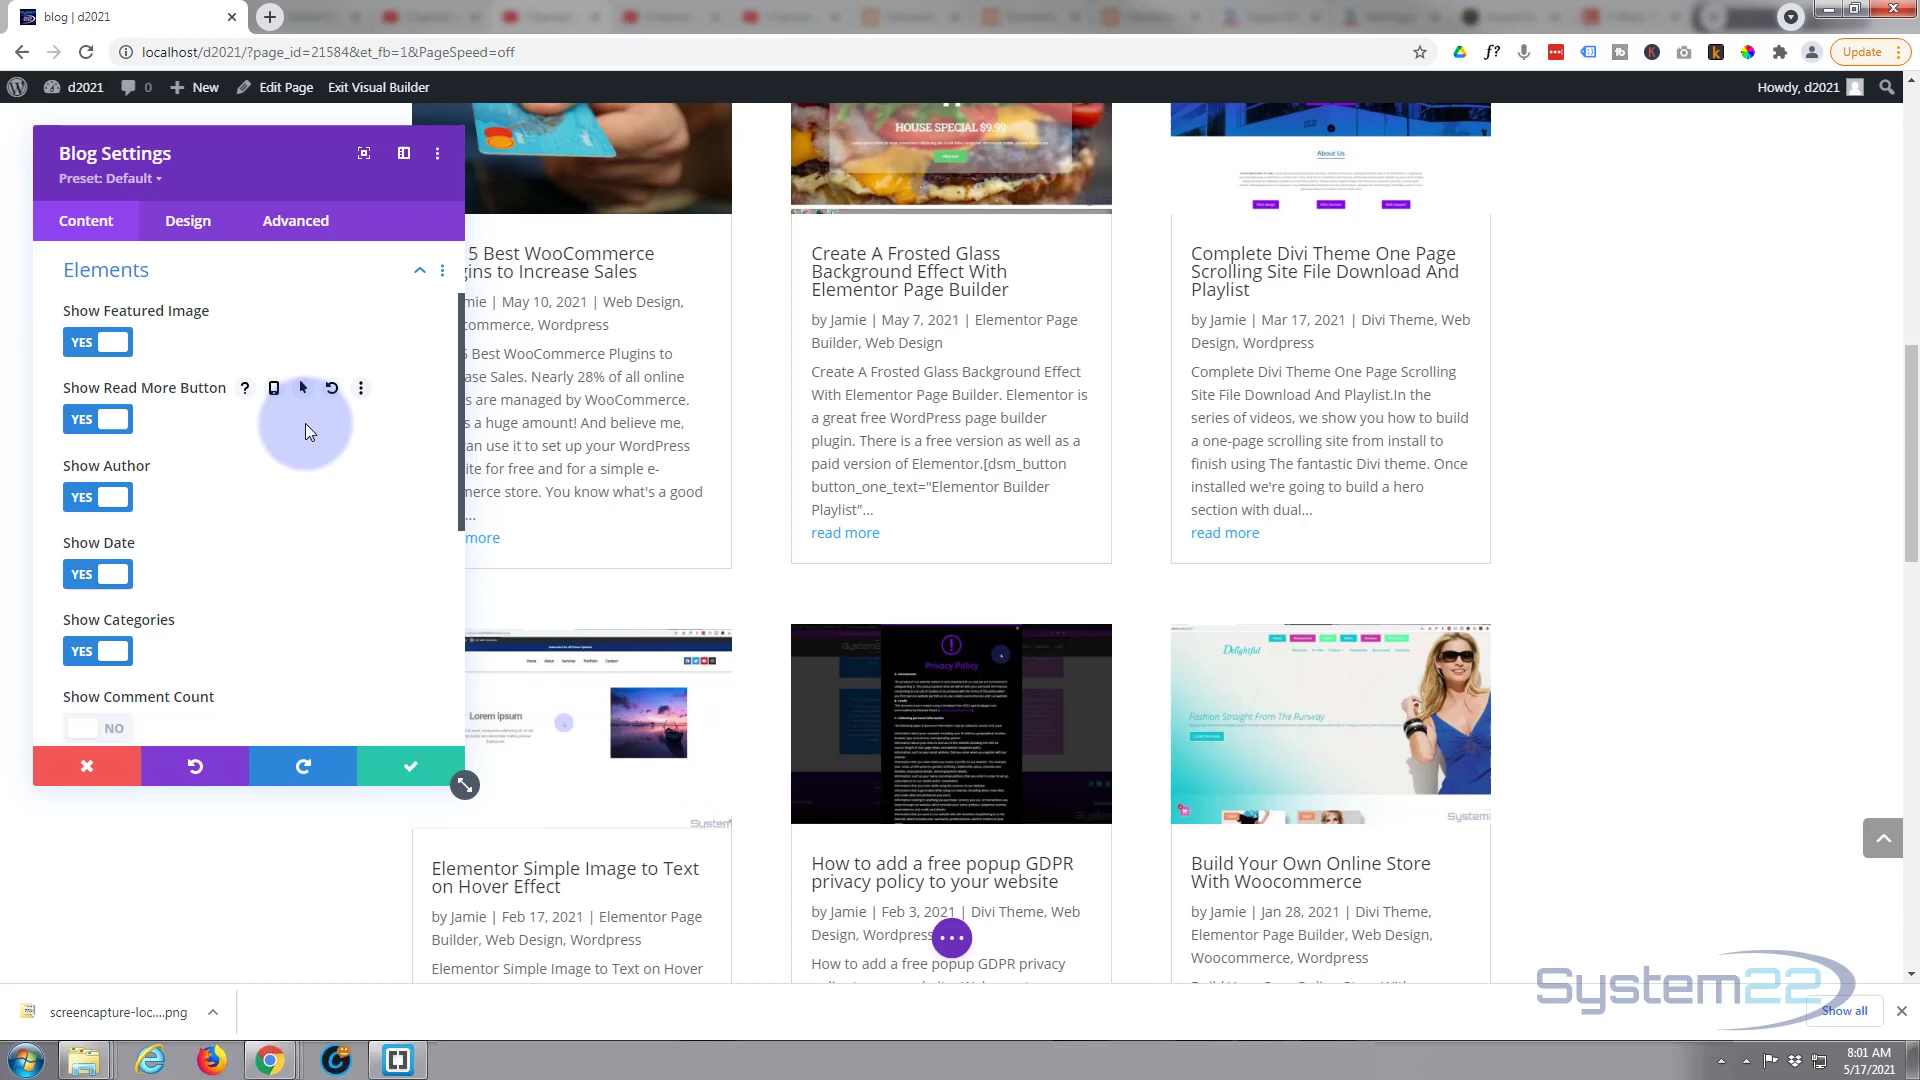 blog | d2021
localhost/d2021/?page_id=21584&et_fb=1&PageSpeed=off
Update
d2021
0
New
Edit Page
Exit Visual Builder
Howdy, d2021
Blog Settings
Preset: Default
Content
Design
Advanced
Elements
Show Featured Image
YES
Show Read More Button
YES
Show Author
YES
Show Date
YES
Show Categories
YES
Show Comment Count
NO
5 Best WooCommerce
gins to Increase Sales
mie | May 10, 2021 | Web Design,
commerce, Wordpress
5 Best WooCommerce Plugins to
ase Sales. Nearly 28% of all online
s are managed by WooCommerce.
s a huge amount! And believe me,
can use it to set up your WordPress
ite for free and for a simple e-
merce store. You know what's a good
...
more
HOUSE SPECIAL $9.99
Create A Frosted Glass
Background Effect With
Elementor Page Builder
by Jamie | May 7, 2021 | Elementor Page
Builder, Web Design
Create A Frosted Glass Background Effect
With Elementor Page Builder. Elementor is
a great free WordPress page builder
plugin. There is a free version as well as a
paid version of Elementor.[dsm_button
button_one_text="Elementor Builder
Playlist"...
read more
About Us
Web Design
Web Services
Web Support
Complete Divi Theme One Page
Scrolling Site File Download And
Playlist
by Jamie | Mar 17, 2021 | Divi Theme, Web
Design, Wordpress
Complete Divi Theme One Page Scrolling
Site File Download And Playlist.In the
series of videos, we show you how to build
a one-page scrolling site from install to
finish using The fantastic Divi theme. Once
installed we're going to build a hero
section with dual...
read more
Home About Services Portfolio Contact
Lorem ipsum
System
Elementor Simple Image to Text
on Hover Effect
by Jamie | Feb 17, 2021 | Elementor Page
Builder, Web Design, Wordpress
Elementor Simple Image to Text on Hover
Privacy Policy
How to add a free popup GDPR
privacy policy to your website
by Jamie | Feb 3, 2021 | Divi Theme, Web
Design, Wordpress
How to add a free popup GDPR privacy
Delightful
Fashion Straight From The Runway
System
Build Your Own Online Store
With Woocommerce
by Jamie | Jan 28, 2021 | Divi Theme,
Elementor Page Builder, Web Design,
Woocommerce, Wordpress
System22
screencapture-loc....png
Show all
8:01 AM
5/17/2021